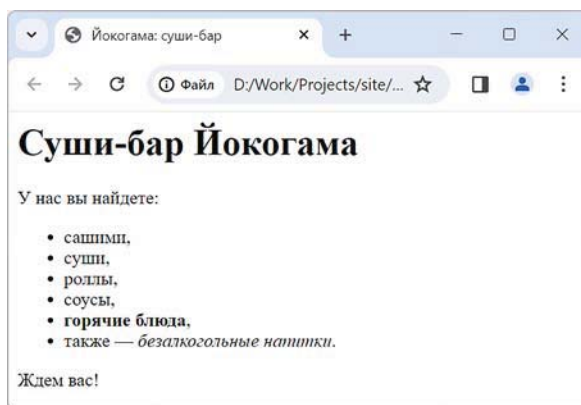 Йокогама: суши-бар
Файл D:/Work/Projects/site/...
Суши-бар Йокогама
У нас вы найдете:
• сашими,
• суши,
• роллы,
• соусы,
• горячие блюда,
• также — безалкогольные напитки.
Ждем вас!